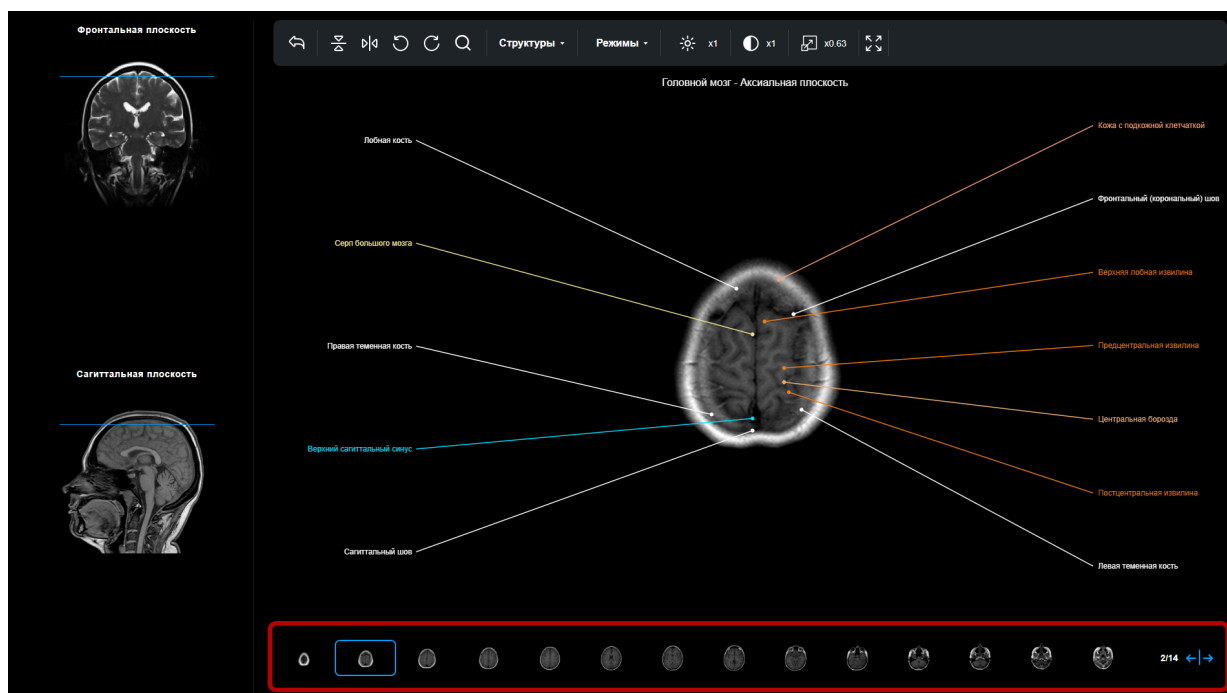 Фронтальная плоскость
Сагиттальная плоскость
Структуры
Режимы
x1
x1
x0.63
Головной мозг - Аксиальная плоскость
Лобная кость
Серп большого мозга
Правая теменная кость
Верхний сагиттальный синус
Сагиттальный шов
Кожа с подкожной клетчаткой
Фронтальный (корональный) шов
Верхняя лобная извилина
Предцентральная извилина
Центральная борозда
Постцентральная извилина
Левая теменная кость
2/14